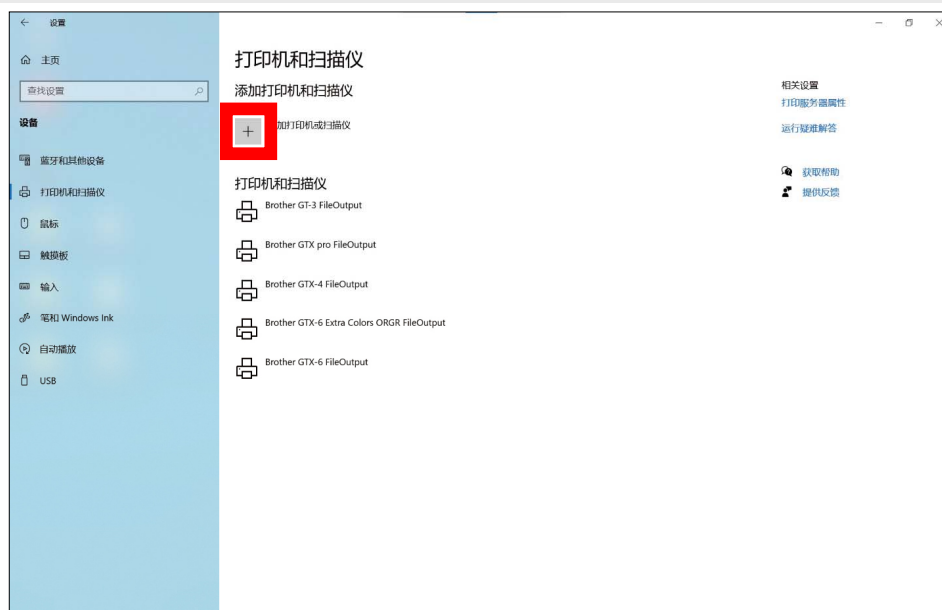 设置
主页
查找设置
设备
蓝牙和其他设备
打印机和扫描仪
鼠标
触摸板
输入
笔和 Windows Ink
自动播放
USB
打印机和扫描仪
添加打印机和扫描仪
加打印机或扫描仪
打印机和扫描仪
Brother GT-3 FileOutput
Brother GTX pro FileOutput
Brother GTX-4 FileOutput
Brother GTX-6 Extra Colors ORGR FileOutput
Brother GTX-6 FileOutput
相关设置
打印服务器属性
运行疑难解答
获取帮助
提供反馈